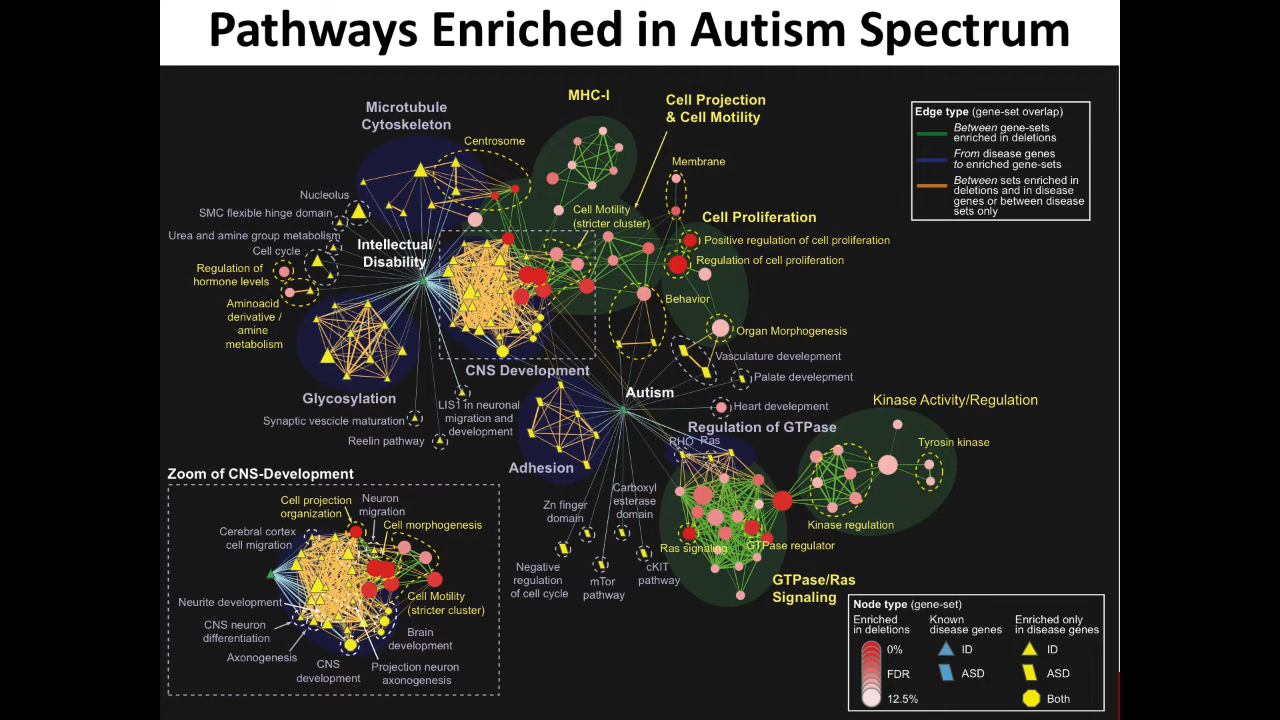 Pathways Enriched in Autism Spectrum
MHC-I
Cell Projection
& Cell Motility
Microtubule
Cytoskeleton
Centrosome
Membrane
Edge type (gene-set overlap)
Between gene-sets
enriched in deletions
From disease genes
to enriched gene-sets
Between sets enriched in
deletions and in disease
genes or between disease
sets only
Nucleolus
SMC flexible hinge domain
Urea and amine group metabolism
Cell cycle
Regulation of
hormone levels
Aminoacid
derivative /
amine
metabolism
Intellectual
Disability
Cell Motility
(stricter cluster)
Cell Proliferation
Positive regulation of cell proliferation
Regulation of cell proliferation
Behavior
Organ Morphogenesis
Vasculature development
Palate development
Heart development
CNS Development
Glycosylation
Synaptic vescicle maturation
Reelin pathway
LIS1 in neuronal
migration and
development
Autism
Adhesion
Regulation of GTPase
RHO
Ras
Kinase Activity/Regulation
Tyrosin kinase
Kinase regulation
Zn finger
domain
Carboxyl
esterase
domain
Negative
regulation
of cell cycle
mTor
pathway
cKIT
pathway
Ras signaling
GTPase regulator
GTPase/Ras
Signaling
Zoom of CNS-Development
Cell projection
organization
Neuron
migration
Cell morphogenesis
Cerebral cortex
cell migration
Cell Motility
(stricter cluster)
Neurite development
CNS neuron
differentiation
Axonogenesis
CNS
development
Brain
development
Projection neuron
axonogenesis
Node type (gene-set)
Enriched
in deletions
Known
disease genes
Enriched only
in disease genes
0%
FDR
12.5%
ID
ASD
ID
ASD
Both